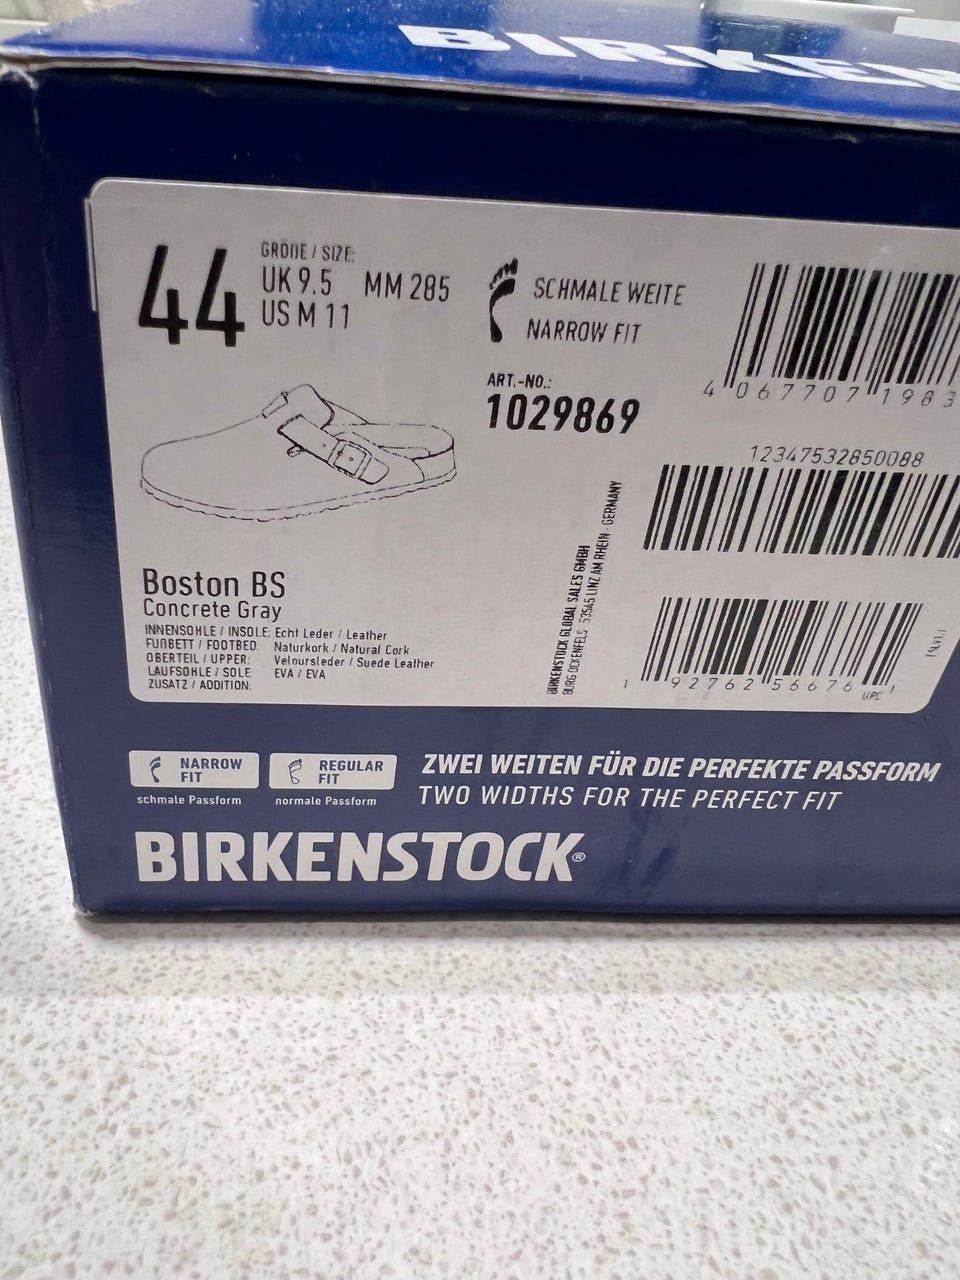 BIRKEN
44
GRÖßE / SIZE:
UK 9.5 MM 285
US M 11
SCHMALE WEITE
NARROW FIT
ART.-NO.:
1029869
4 067707 1983
12347532850088
Boston BS
Concrete Gray
INNENSOHLE / INSOLE: Echt Leder / Leather
FUßBETT / FOOTBED: Naturkork / Natural Cork
OBERTEIL / UPPER: Veloursleder / Suede Leather
LAUFSOHLE / SOLE: EVA / EVA
ZUSATZ / ADDITION:
BIRKENSTOCK GLOBAL SALES GMBH
BURG OCKENFELS · 53545 LINZ AM RHEIN · GERMANY
1 92762 56676 1
UPC
NARROW FIT
schmale Passform
REGULAR FIT
normale Passform
ZWEI WEITEN FÜR DIE PERFEKTE PASSFORM
TWO WIDTHS FOR THE PERFECT FIT
BIRKENSTOCK®